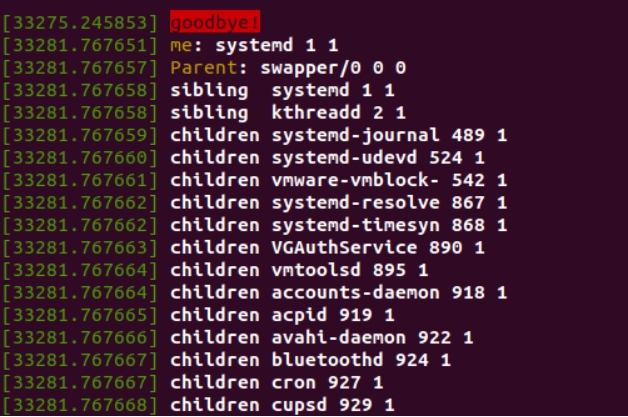 [33275.245853] goodbye!
[33281.767651] me: systemd 1 1
[33281.767657] Parent: swapper/0 0 0
[33281.767658] sibling  systemd 1 1
[33281.767658] sibling  kthreadd 2 1
[33281.767659] children systemd-journal 489 1
[33281.767660] children systemd-udevd 524 1
[33281.767661] children vmware-vmblock- 542 1
[33281.767662] children systemd-resolve 867 1
[33281.767662] children systemd-timesyn 868 1
[33281.767663] children VGAuthService 890 1
[33281.767664] children vmtoolsd 895 1
[33281.767664] children accounts-daemon 918 1
[33281.767665] children acpid 919 1
[33281.767666] children avahi-daemon 922 1
[33281.767667] children bluetoothd 924 1
[33281.767667] children cron 927 1
[33281.767668] children cupsd 929 1